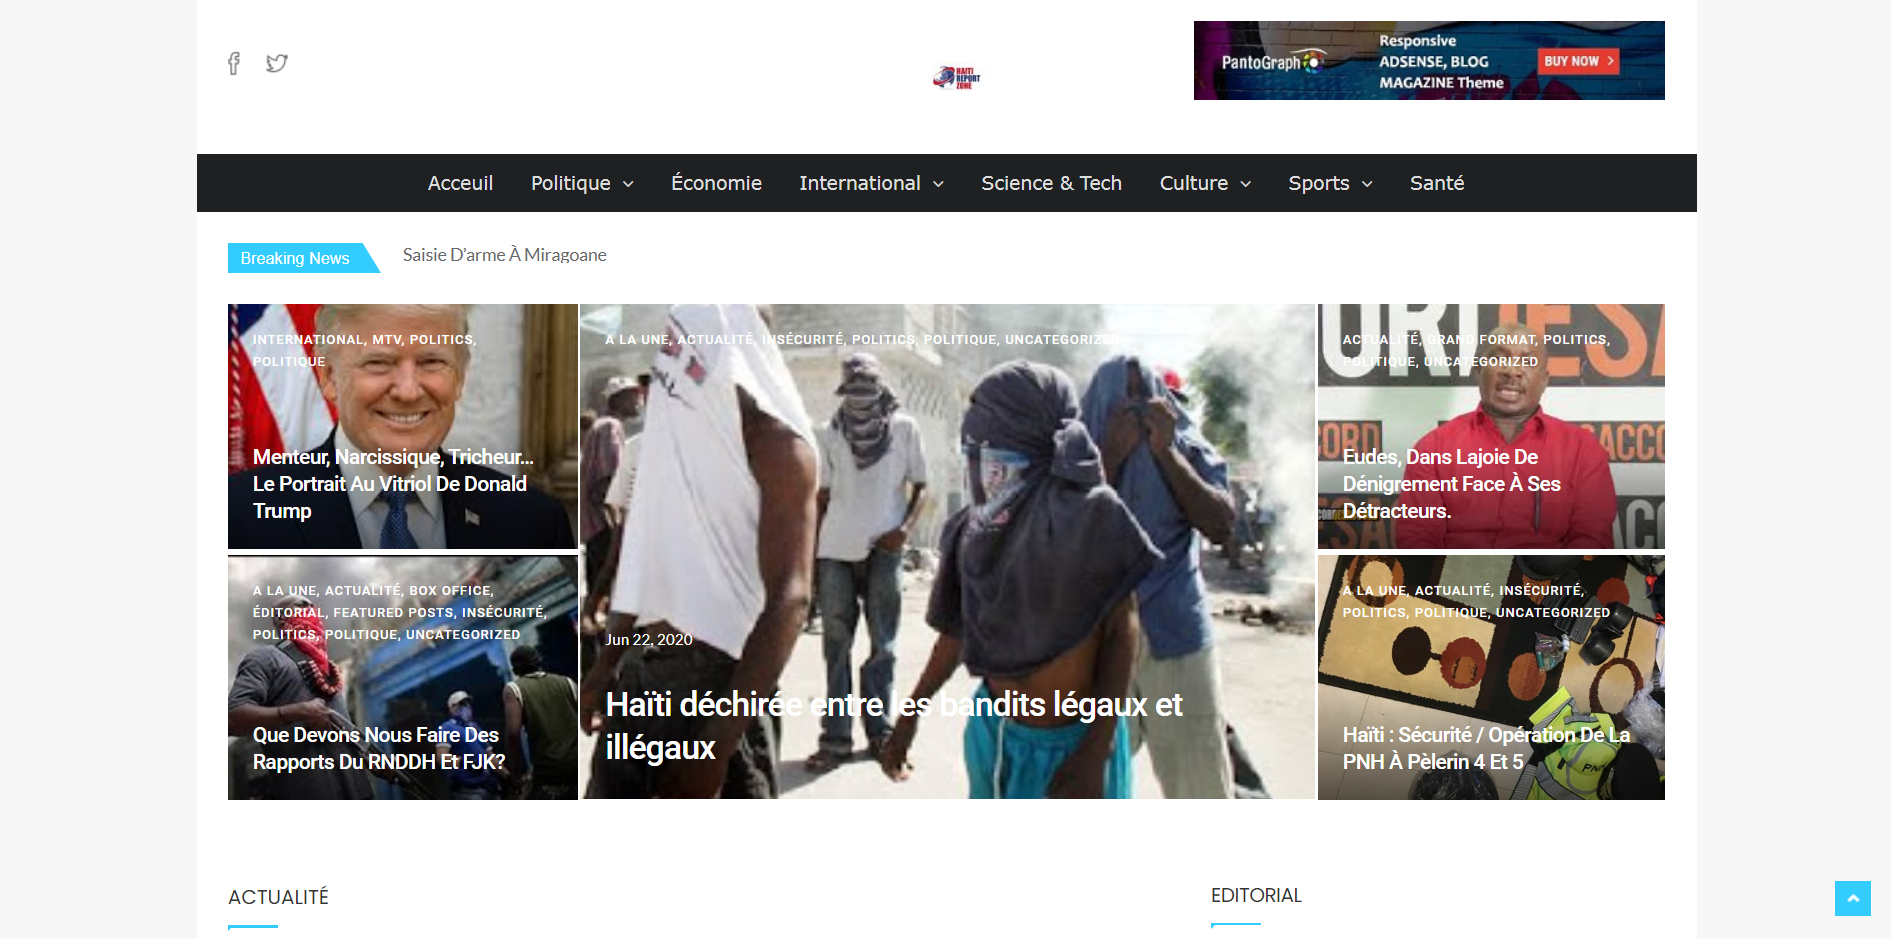 HAITI
REPORT
ZONE
PantoGraph
Responsive
ADSENSE, BLOG
MAGAZINE Theme
BUY NOW
Acceuil Politique Économie International Science & Tech Culture Sports Santé
Breaking News
Saisie D’arme À Miragoane
INTERNATIONAL, MTV, POLITICS,
POLITIQUE
Menteur, Narcissique, Tricheur...
Le Portrait Au Vitriol De Donald
Trump
A LA UNE, ACTUALITÉ, BOX OFFICE,
ÉDITORIAL, FEATURED POSTS, INSÉCURITÉ,
POLITICS, POLITIQUE, UNCATEGORIZED
Que Devons Nous Faire Des
Rapports Du RNDDH Et FJK?
A LA UNE, ACTUALITÉ, INSÉCURITÉ, POLITICS, POLITIQUE, UNCATEGORIZED
Jun 22, 2020
Haïti déchirée entre les bandits légaux et
illégaux
ACTUALITÉ, GRAND FORMAT, POLITICS,
POLITIQUE, UNCATEGORIZED
Eudes, Dans Lajoie De
Dénigrement Face À Ses
Détracteurs.
A LA UNE, ACTUALITÉ, INSÉCURITÉ,
POLITICS, POLITIQUE, UNCATEGORIZED
Haïti : Sécurité / Opération De La
PNH À Pèlerin 4 Et 5
ACTUALITÉ
EDITORIAL